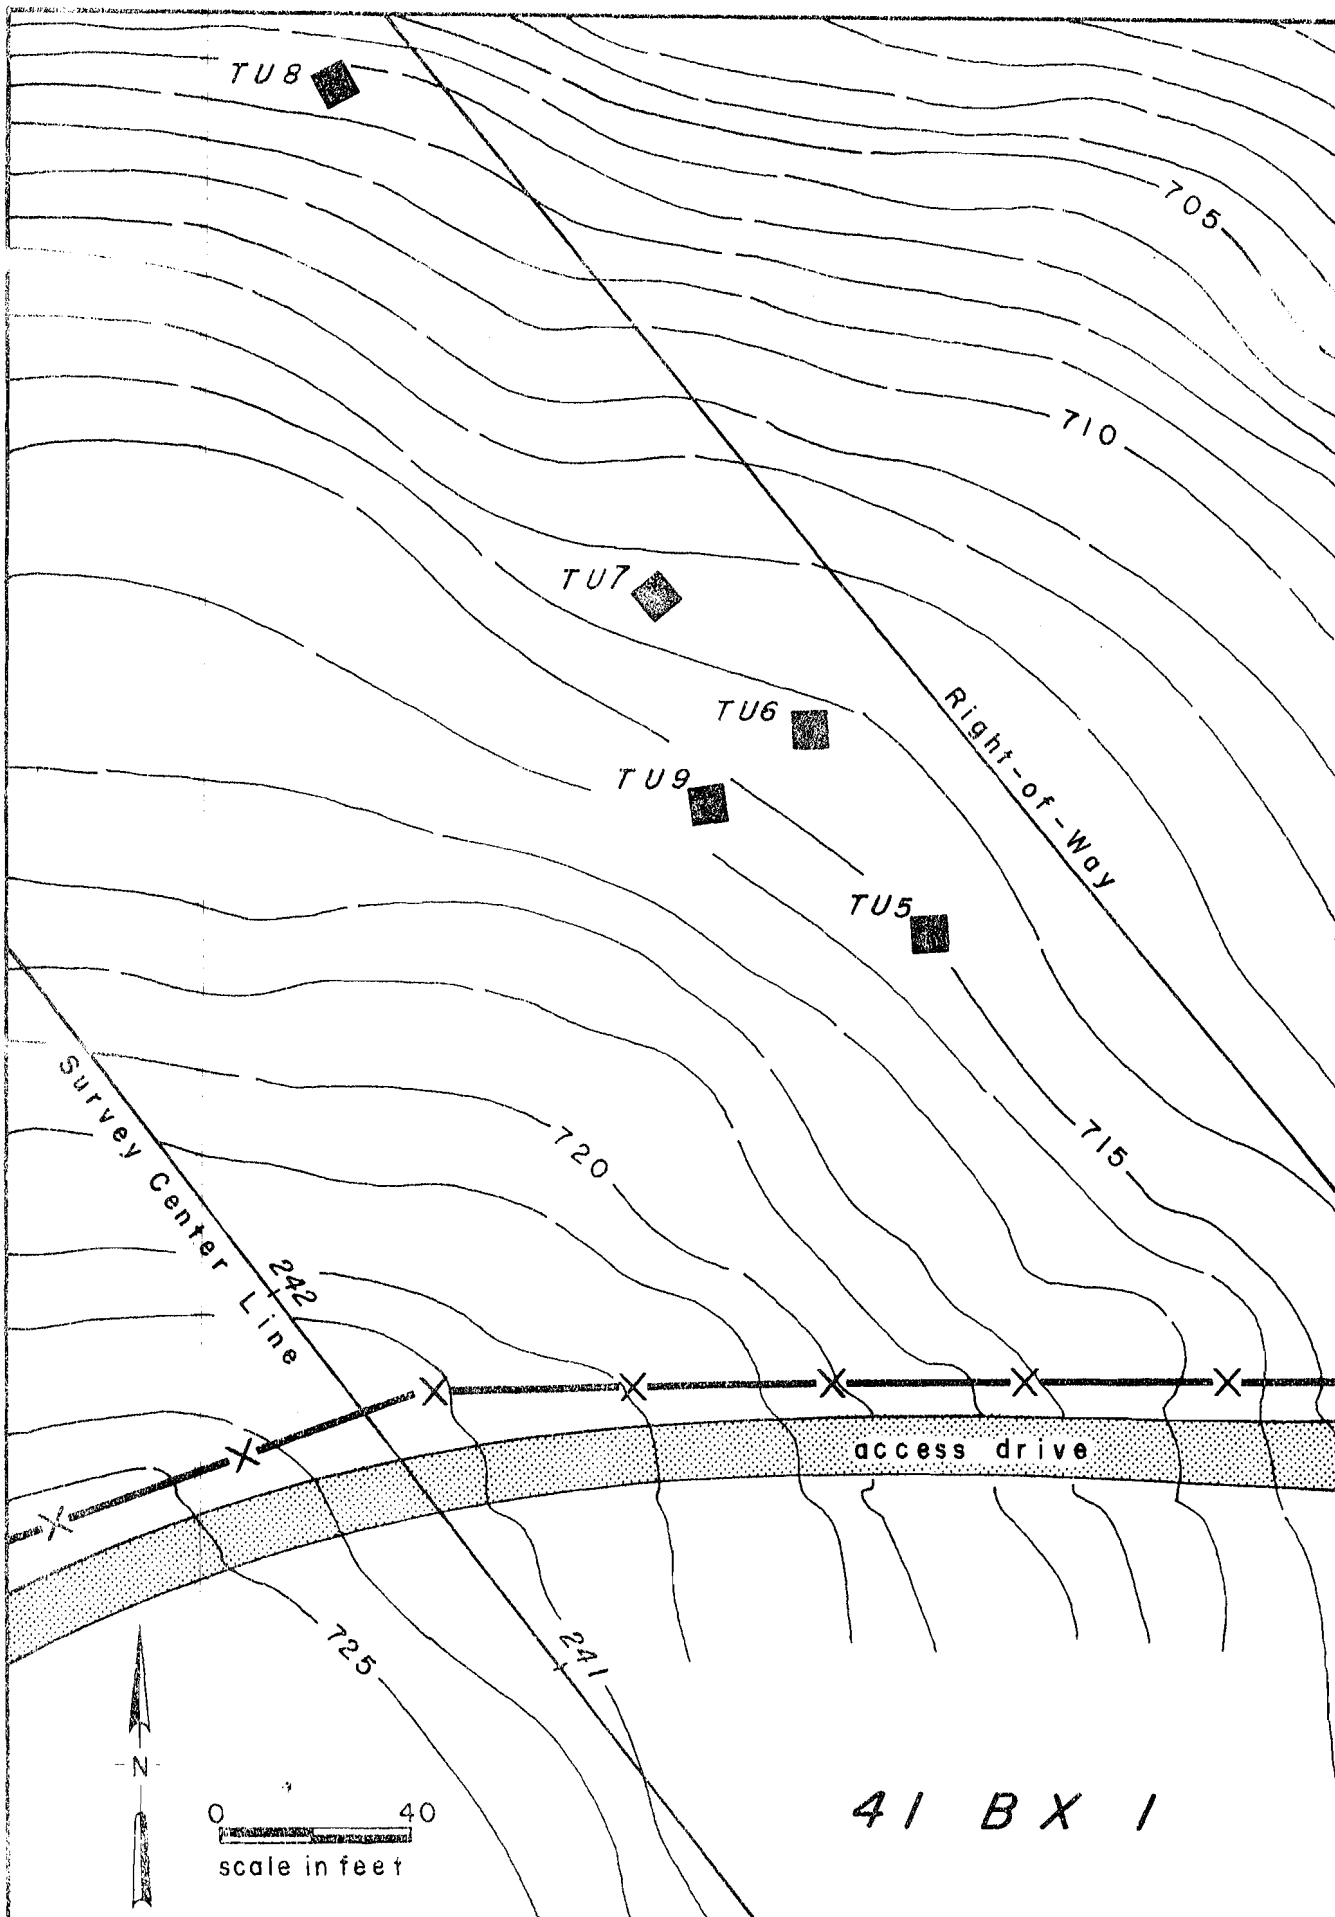 TU8
705
710
TU7
TU6
Right-of-Way
TU9
TU5
Survey Center Line
720
715
242
access drive
725
241
N
0 40
scale in feet
41 BX 1